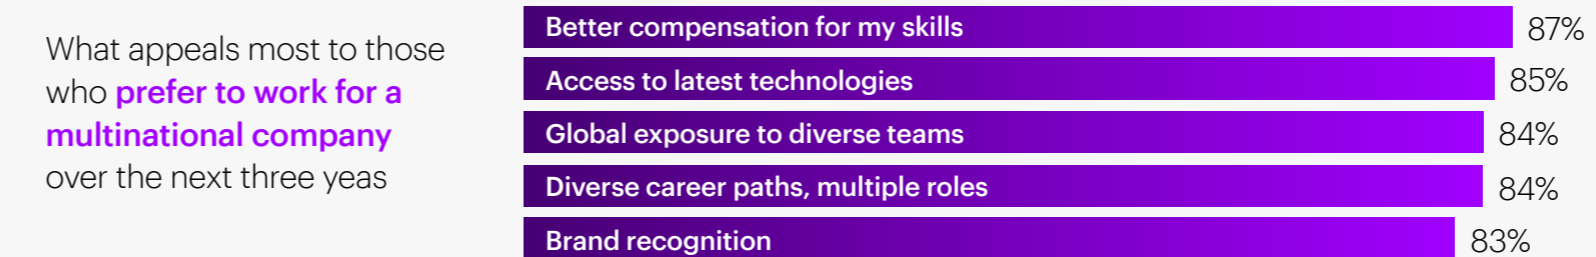 What appeals most to those
who prefer to work for a
multinational company
over the next three yeas
Better compensation for my skills 87%
Access to latest technologies 85%
Global exposure to diverse teams 84%
Diverse career paths, multiple roles 84%
Brand recognition 83%